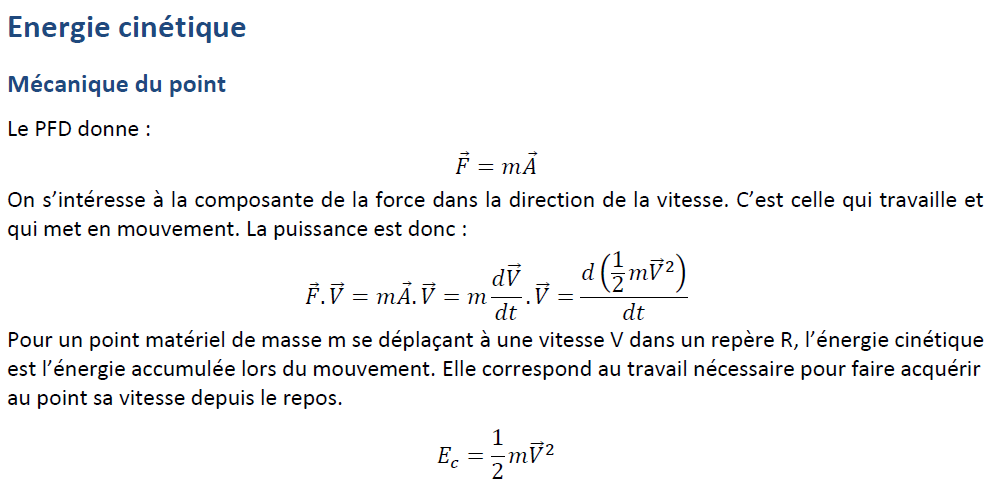 Energie cinétique
Mécanique du point
Le PFD donne :
$\vec{F} = m\vec{A}$
On s’intéresse à la composante de la force dans la direction de la vitesse. C’est celle qui travaille et
qui met en mouvement. La puissance est donc :
$\vec{F}.\vec{V} = m\vec{A}.\vec{V} = m\frac{d\vec{V}}{dt}.\vec{V} = \frac{d\left(\frac{1}{2}m\vec{V}^2\right)}{dt}$
Pour un point matériel de masse m se déplaçant à une vitesse V dans un repère R, l’énergie cinétique
est l’énergie accumulée lors du mouvement. Elle correspond au travail nécessaire pour faire acquérir
au point sa vitesse depuis le repos.
$E_c = \frac{1}{2}m\vec{V}^2$